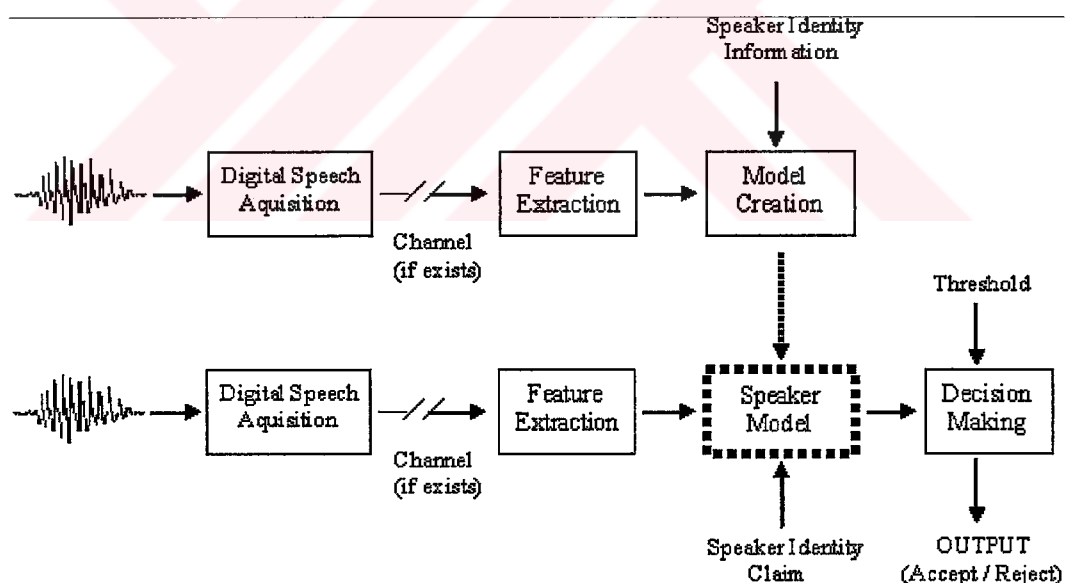 Speaker Identity
Information
Digital Speech
Aquisition
Channel
(if exists)
Feature
Extraction
Model
Creation
Threshold
Digital Speech
Aquisition
Channel
(if exists)
Feature
Extraction
Speaker
Model
Decision
Making
Speaker Identity
Claim
OUTPUT
(Accept / Reject)